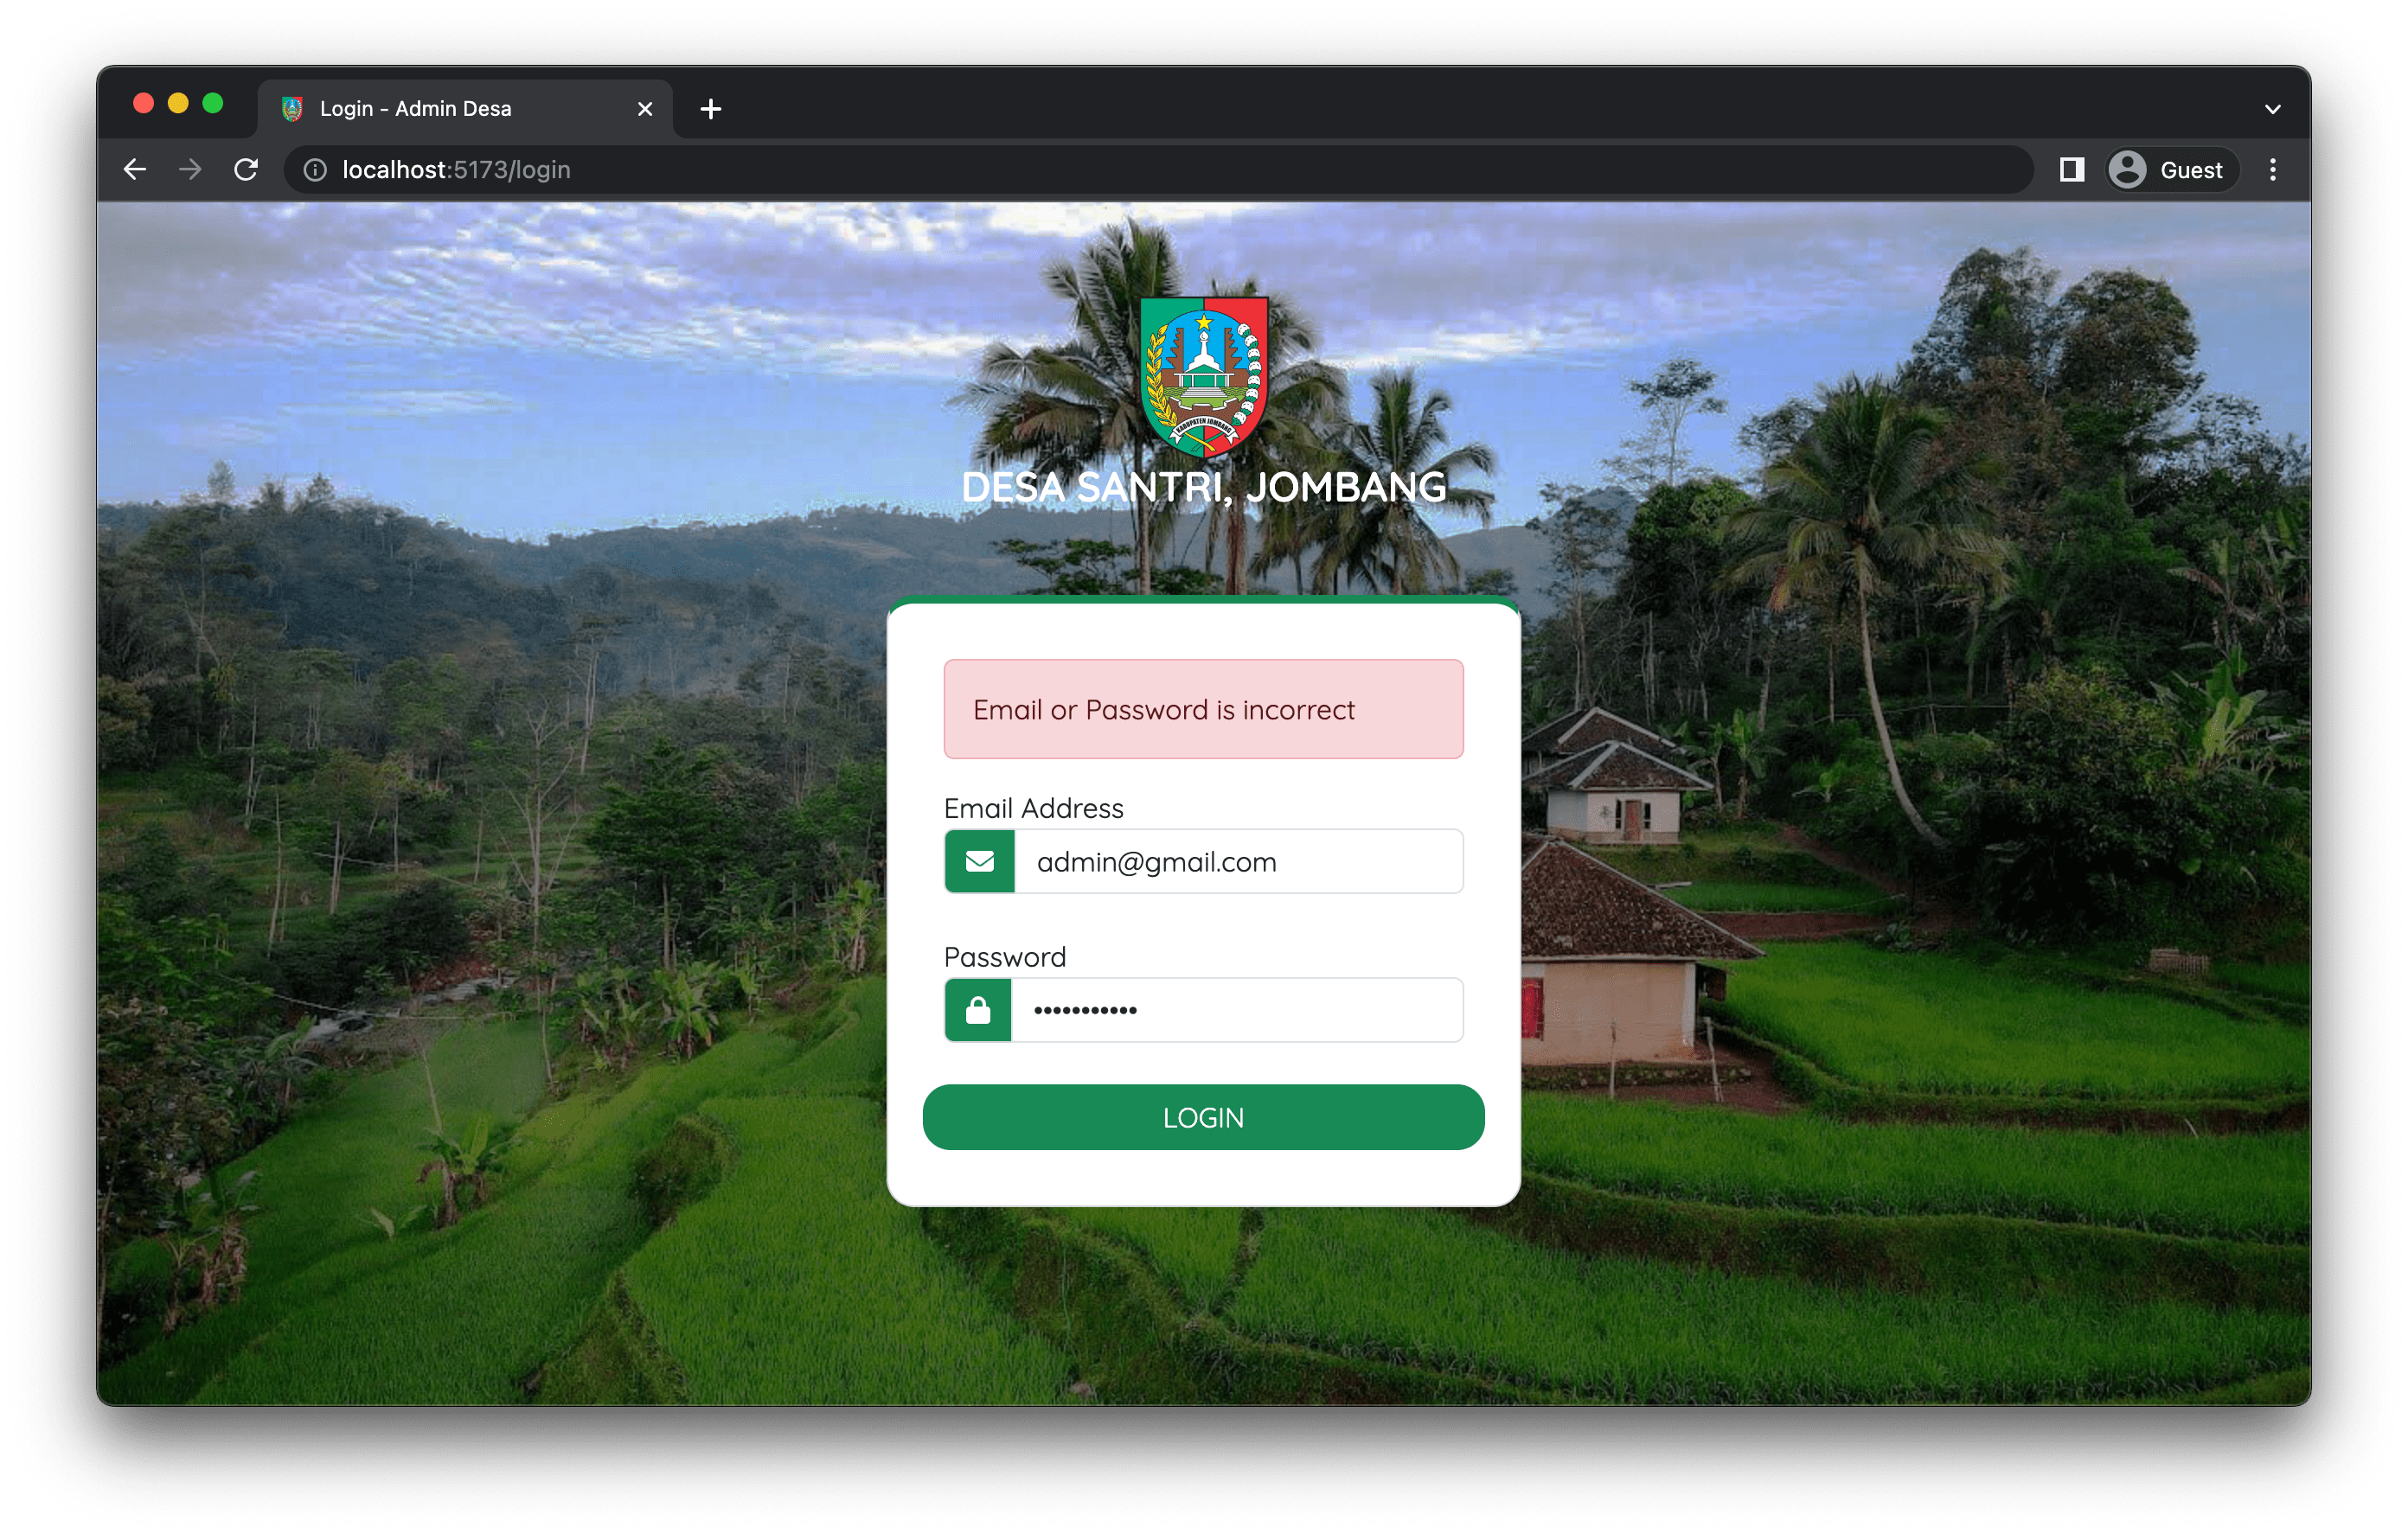 Login - Admin Desa
localhost:5173/login
Guest
KABUPATEN JOMBANG
DESA SANTRI, JOMBANG
Email or Password is incorrect
Email Address
admin@gmail.com
Password
•••••••••••
LOGIN